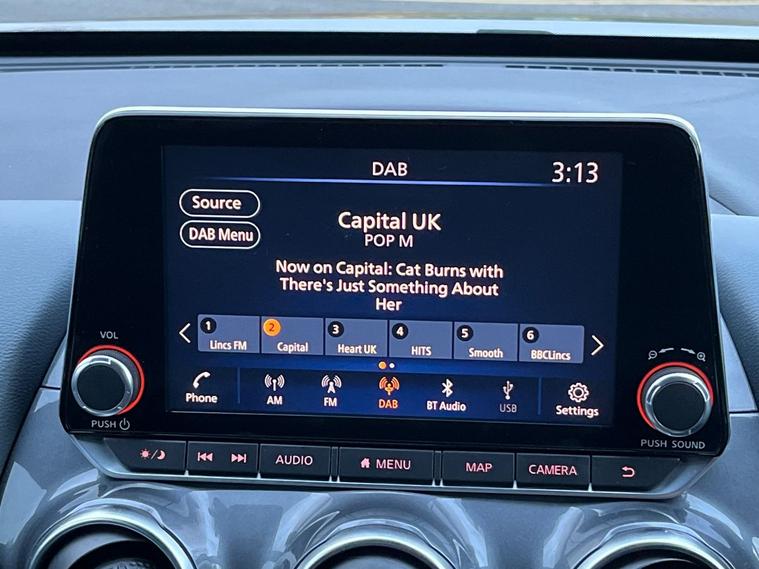 DAB
3:13
Source
DAB Menu
Capital UK
POP M
Now on Capital: Cat Burns with
There's Just Something About
Her
1 2 3 4 5 6
Lincs FM Capital Heart UK HITS Smooth BBCLincs
VOL
PUSH
Phone AM FM DAB BT Audio USB Settings
PUSH SOUND
AUDIO MENU MAP CAMERA